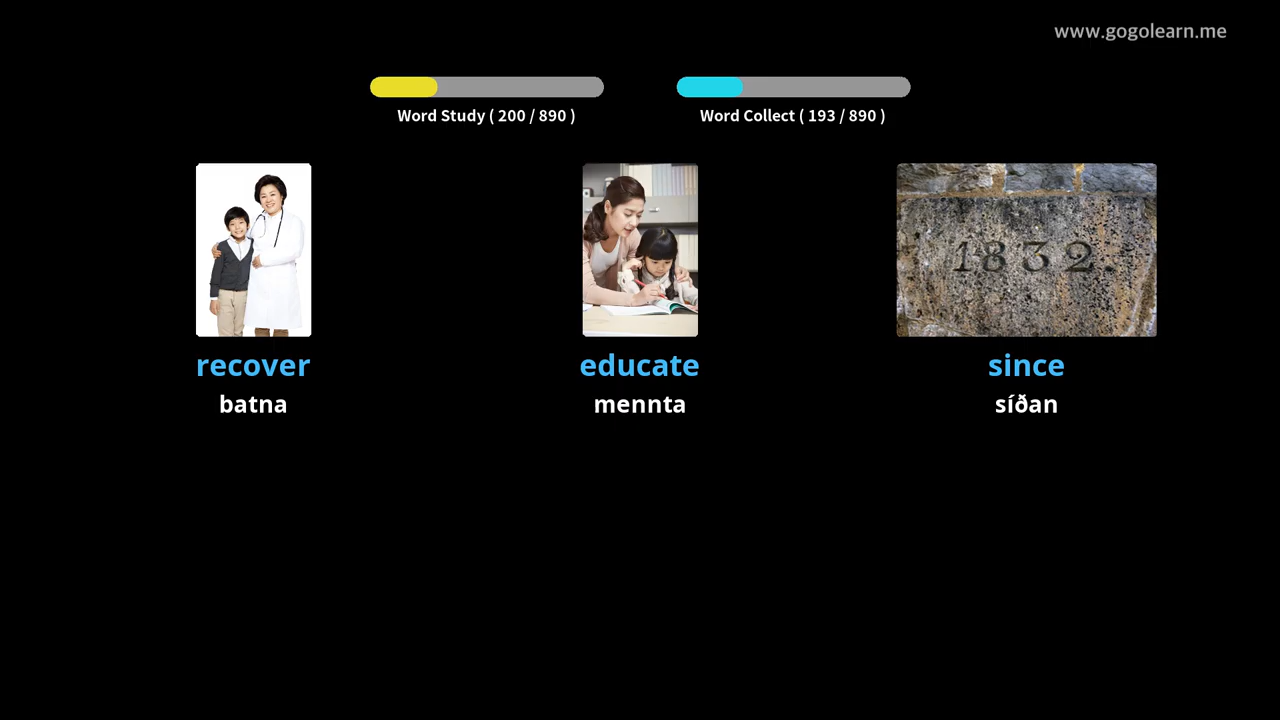 www.gogolearn.me
Word Study ( 200 / 890 )
Word Collect ( 193 / 890 )
1832.
recover
educate
since
batna
mennta
síðan